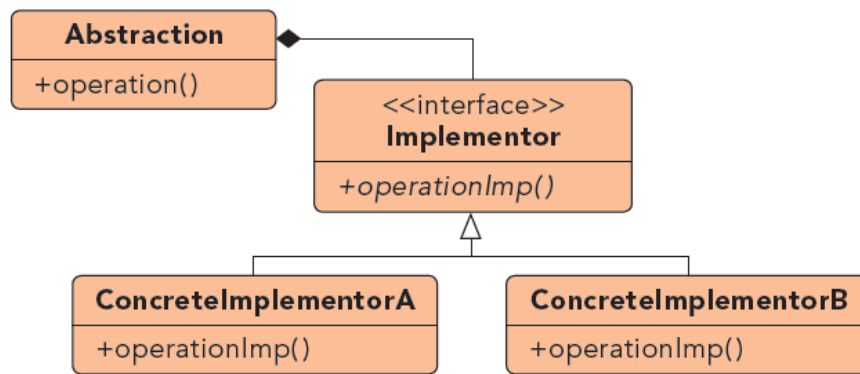 Abstraction
+operation()
<<interface>>
Implementor
+operationImp()
ConcreteImplementorA
+operationImp()
ConcreteImplementorB
+operationImp()